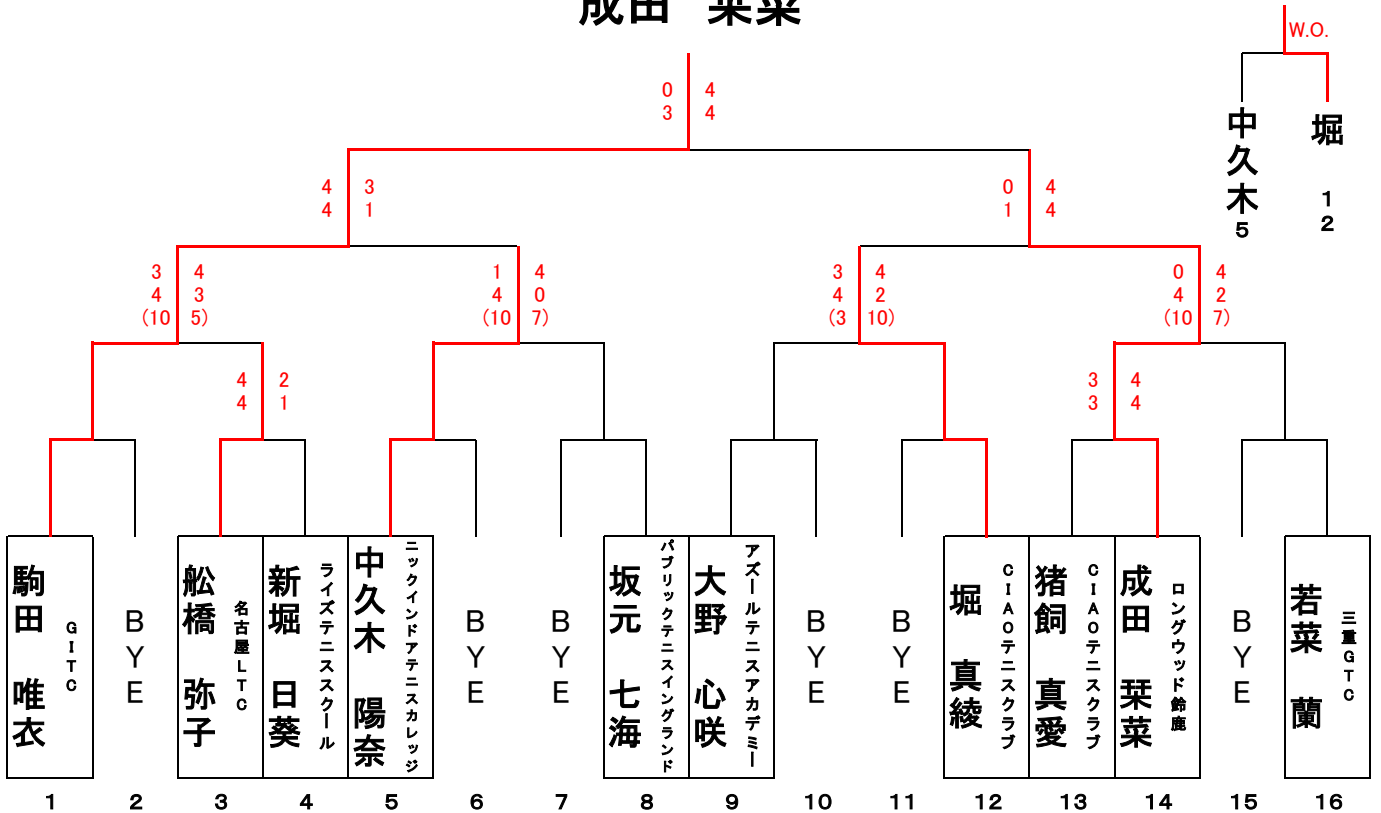 成田 栞菜
W.O.
0 4
3 4
中久木 5
堀 12
4 3
4 1
0 4
1 4
3 4
4 3
(10 5)
1 4
4 0
(10 7)
3 4
4 2
(3 10)
0 4
4 2
(10 7)
4 2
4 1
3 4
3 4
駒田 唯衣
GITC
BYE
舩橋 弥子
名古屋LTC
新堀 日葵
ライズテニススクール
中久木 陽奈
ニックインドアテニスカレッジ
BYE
BYE
坂元 七海
パブリックテニスイングランド
大野 心咲
アズールテニスアカデミー
BYE
BYE
堀 真綾
CIAOテニスクラブ
猪飼 真愛
CIAOテニスクラブ
成田 栞菜
ロングウッド鈴鹿
BYE
若菜 蘭
三重GTC
1 2 3 4 5 6 7 8 9 10 11 12 13 14 15 16